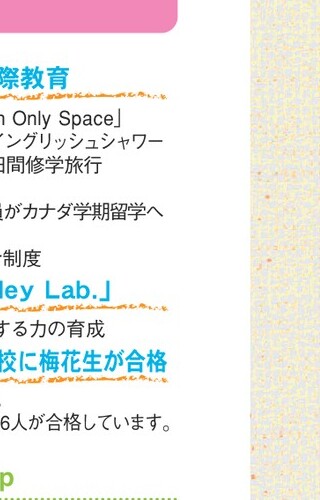 際教育
n Only Space」
イングリッシュシャワー
日間修学旅行
員がカナダ学期留学へ
制度
ley Lab.」
する力の育成
校に梅花生が合格
6人が合格しています。
p